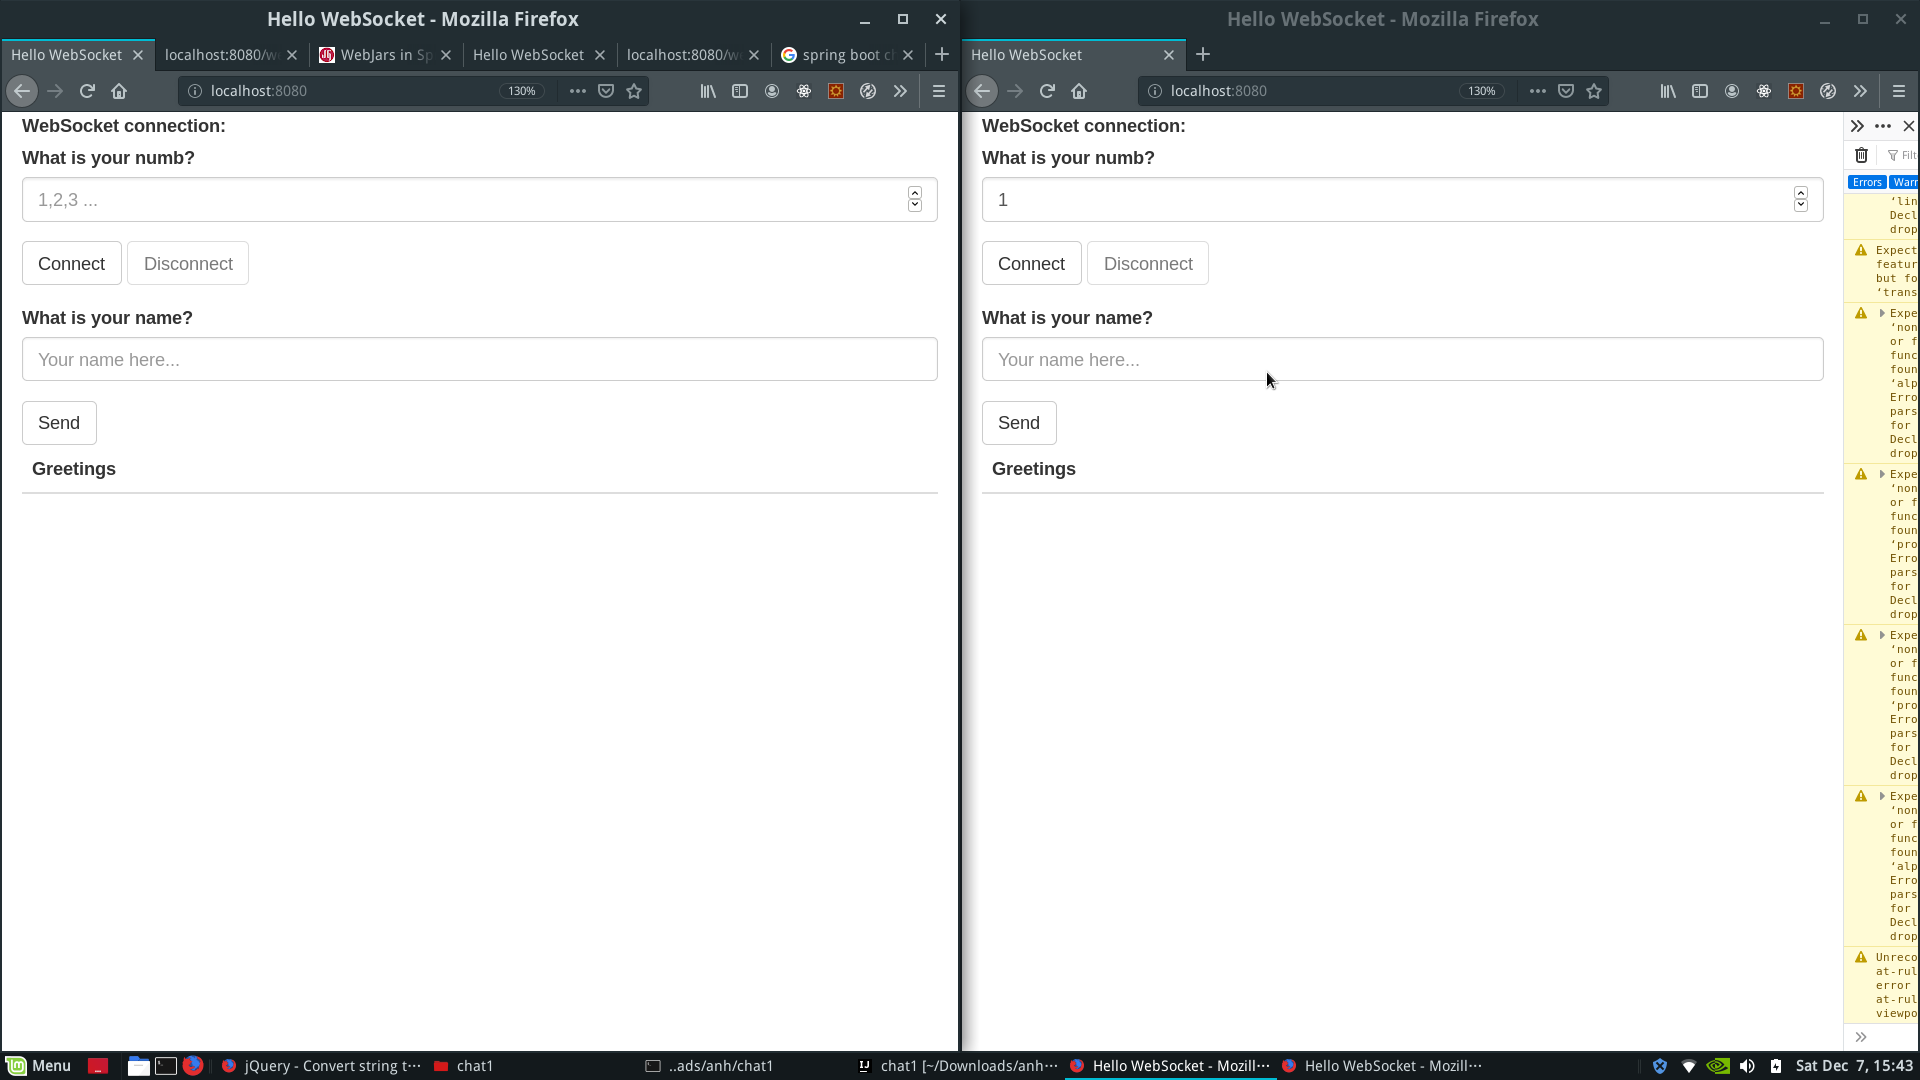 Hello WebSocket - Mozilla Firefox
Hello WebSocket
localhost:8080/w
WebJars in Sp
Hello WebSocket
localhost:8080/w
spring boot c
localhost:8080
130%
WebSocket connection:
What is your numb?
1,2,3 ...
Connect
Disconnect
What is your name?
Your name here...
Send
Greetings
Hello WebSocket - Mozilla Firefox
Hello WebSocket
localhost:8080
130%
WebSocket connection:
What is your numb?
1
Connect
Disconnect
What is your name?
Your name here...
Send
Greetings
Filt
Errors
Warr
‘lin
Decl
drop
Expect
featur
but fo
‘trans
Expe
‘non
or f
func
foun
‘alp
Erro
pars
for
Decl
drop
Expe
‘non
or f
func
foun
‘pro
Erro
pars
for
Decl
drop
Expe
‘non
or f
func
foun
‘pro
Erro
pars
for
Decl
drop
Expe
‘non
or f
func
foun
‘alp
Erro
pars
for
Decl
drop
Unreco
at-rul
error
at-rul
viewpo
Menu
jQuery - Convert string t···
chat1
..ads/anh/chat1
chat1 [~/Downloads/anh···
Hello WebSocket - Mozill···
Hello WebSocket - Mozill···
Sat Dec 7, 15:43